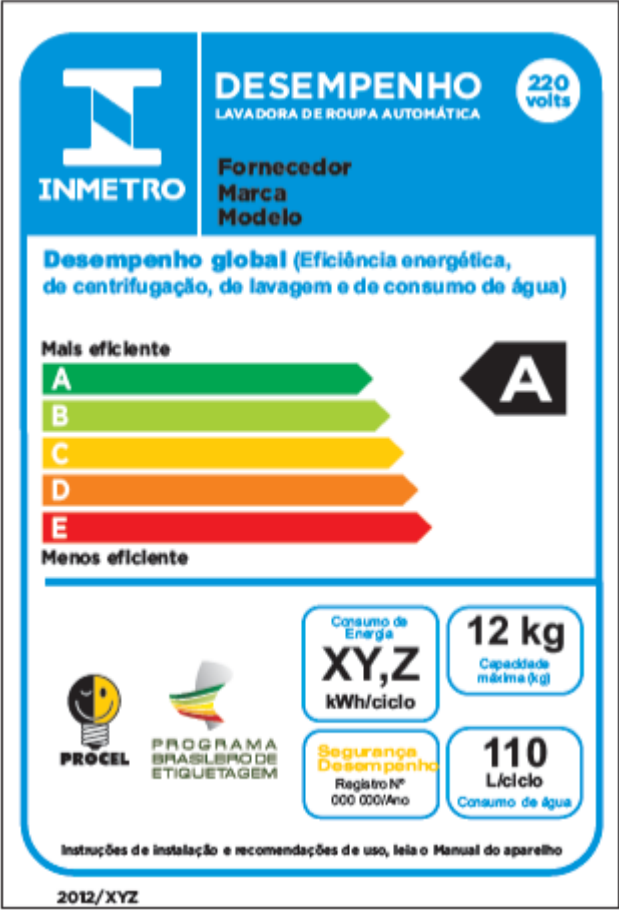 INMETRO
DESEMPENHO
LAVADORA DE ROUPA AUTOMÁTICA
220
volts
Fornecedor
Marca
Modelo
Desempenho global (Eficiência energética,
de centrifugação, de lavagem e de consumo de água)
Mais eficiente
A
A
B
C
D
E
Menos eficiente
PROCEL
PROGRAMA
BRASILEIRO DE
ETIQUETAGEM
Consumo de
Energia
XY,Z
kWh/ciclo
12 kg
Capacidade
máxima (kg)
Segurança
Desempenho
Registro Nº
000 000/Ano
110
L/ciclo
Consumo de água
Instruções de instalação e recomendações de uso, leia o Manual do aparelho
2012/XYZ